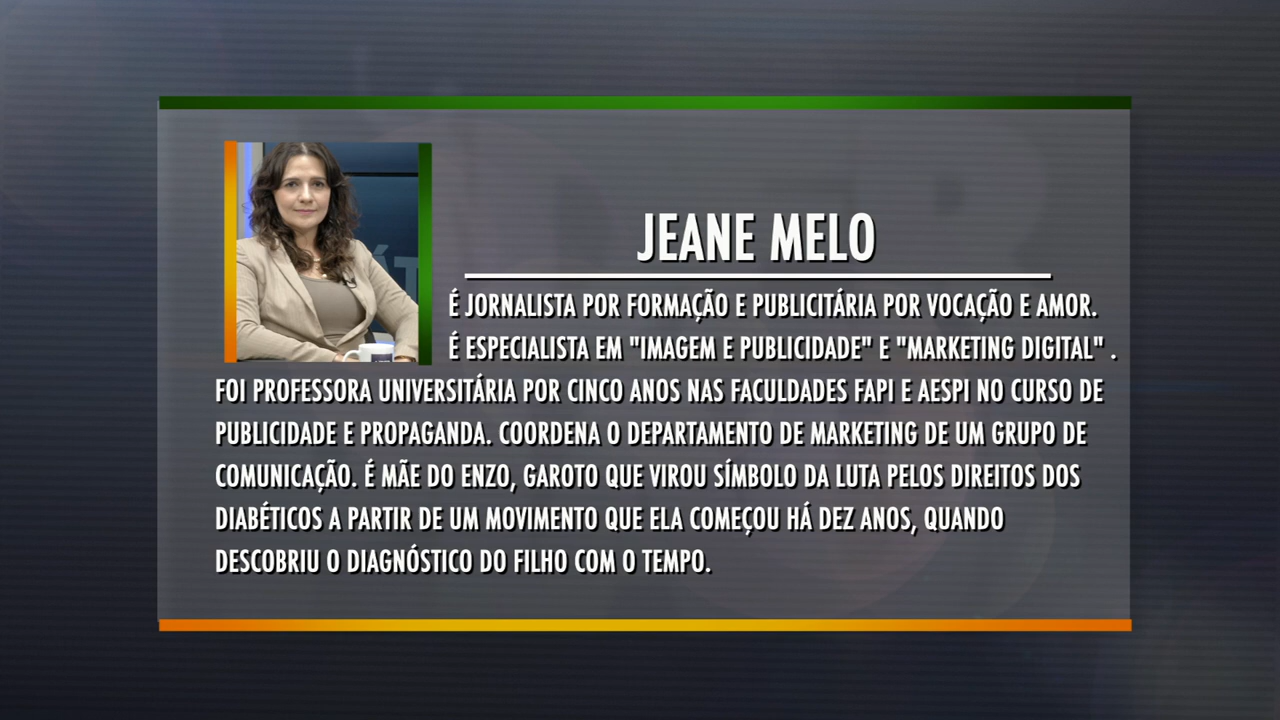 JEANE MELO
É JORNALISTA POR FORMAÇÃO E PUBLICITÁRIA POR VOCAÇÃO E AMOR.
É ESPECIALISTA EM "IMAGEM E PUBLICIDADE" E "MARKETING DIGITAL" .
FOI PROFESSORA UNIVERSITÁRIA POR CINCO ANOS NAS FACULDADES FAPI E AESPI NO CURSO DE
PUBLICIDADE E PROPAGANDA. COORDENA O DEPARTAMENTO DE MARKETING DE UM GRUPO DE
COMUNICAÇÃO. É MÃE DO ENZO, GAROTO QUE VIROU SÍMBOLO DA LUTA PELOS DIREITOS DOS
DIABÉTICOS A PARTIR DE UM MOVIMENTO QUE ELA COMEÇOU HÁ DEZ ANOS, QUANDO
DESCOBRIU O DIAGNÓSTICO DO FILHO COM O TEMPO.